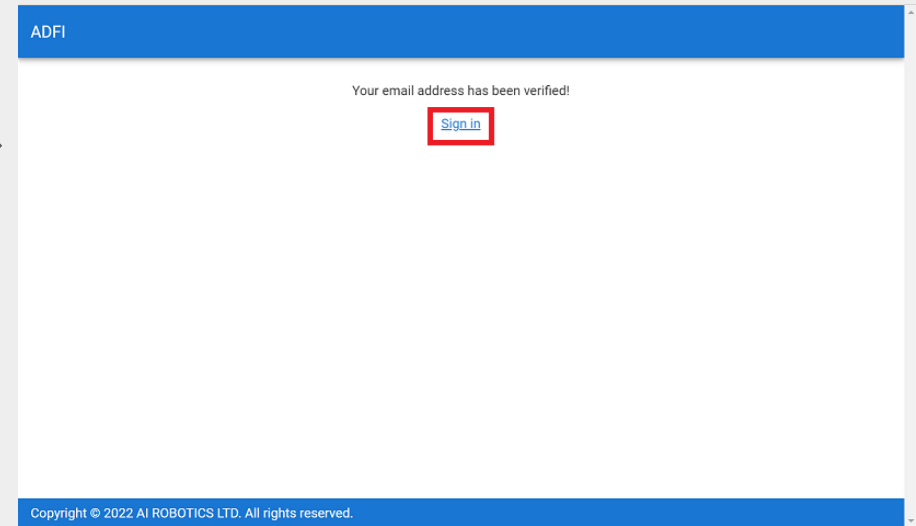 ADFI
Your email address has been verified!
Sign in
Copyright © 2022 AI ROBOTICS LTD. All rights reserved.